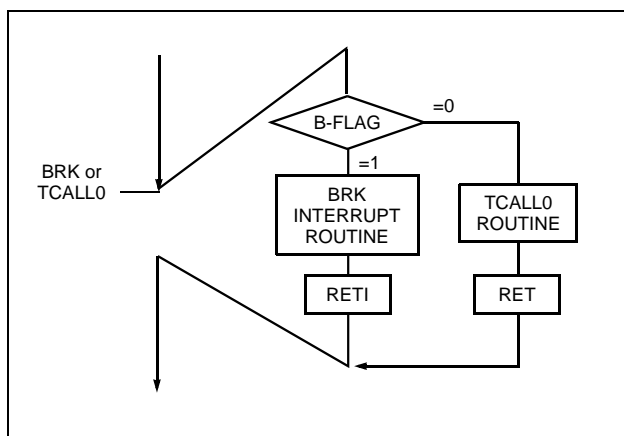 =0
B-FLAG
=1
BRK or
TCALL0
BRK
INTERRUPT
ROUTINE
TCALL0
ROUTINE
RETI
RET